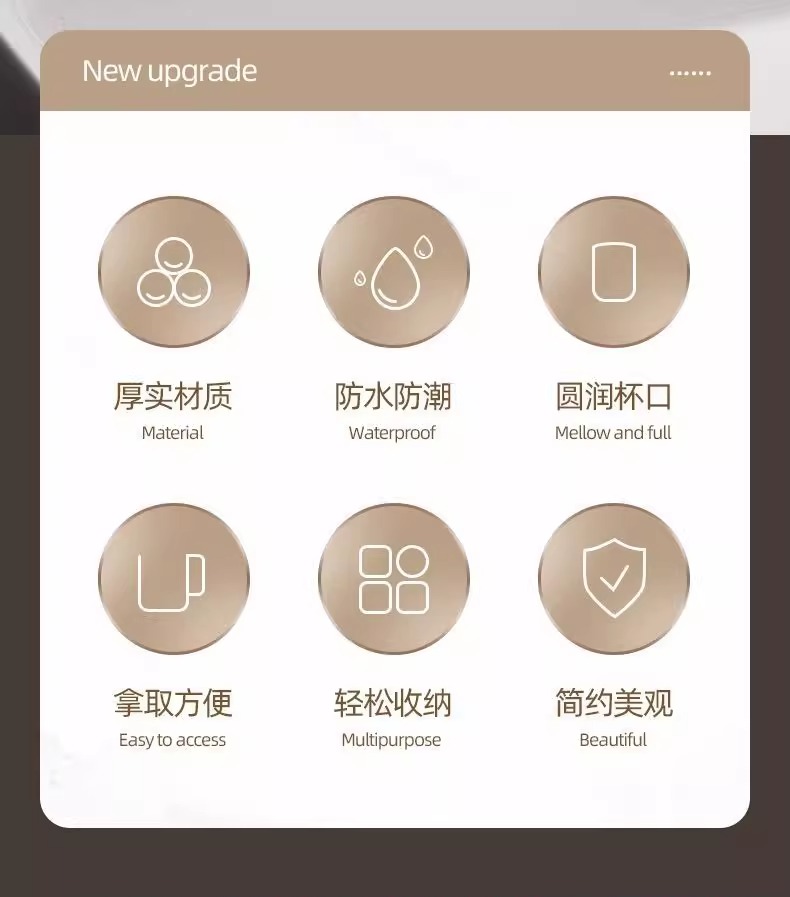 New upgrade
......
厚实材质
防水防潮
圆润杯口
Material
Waterproof
Mellow and full
拿取方便
轻松收纳
简约美观
Easy to access
Multipurpose
Beautiful